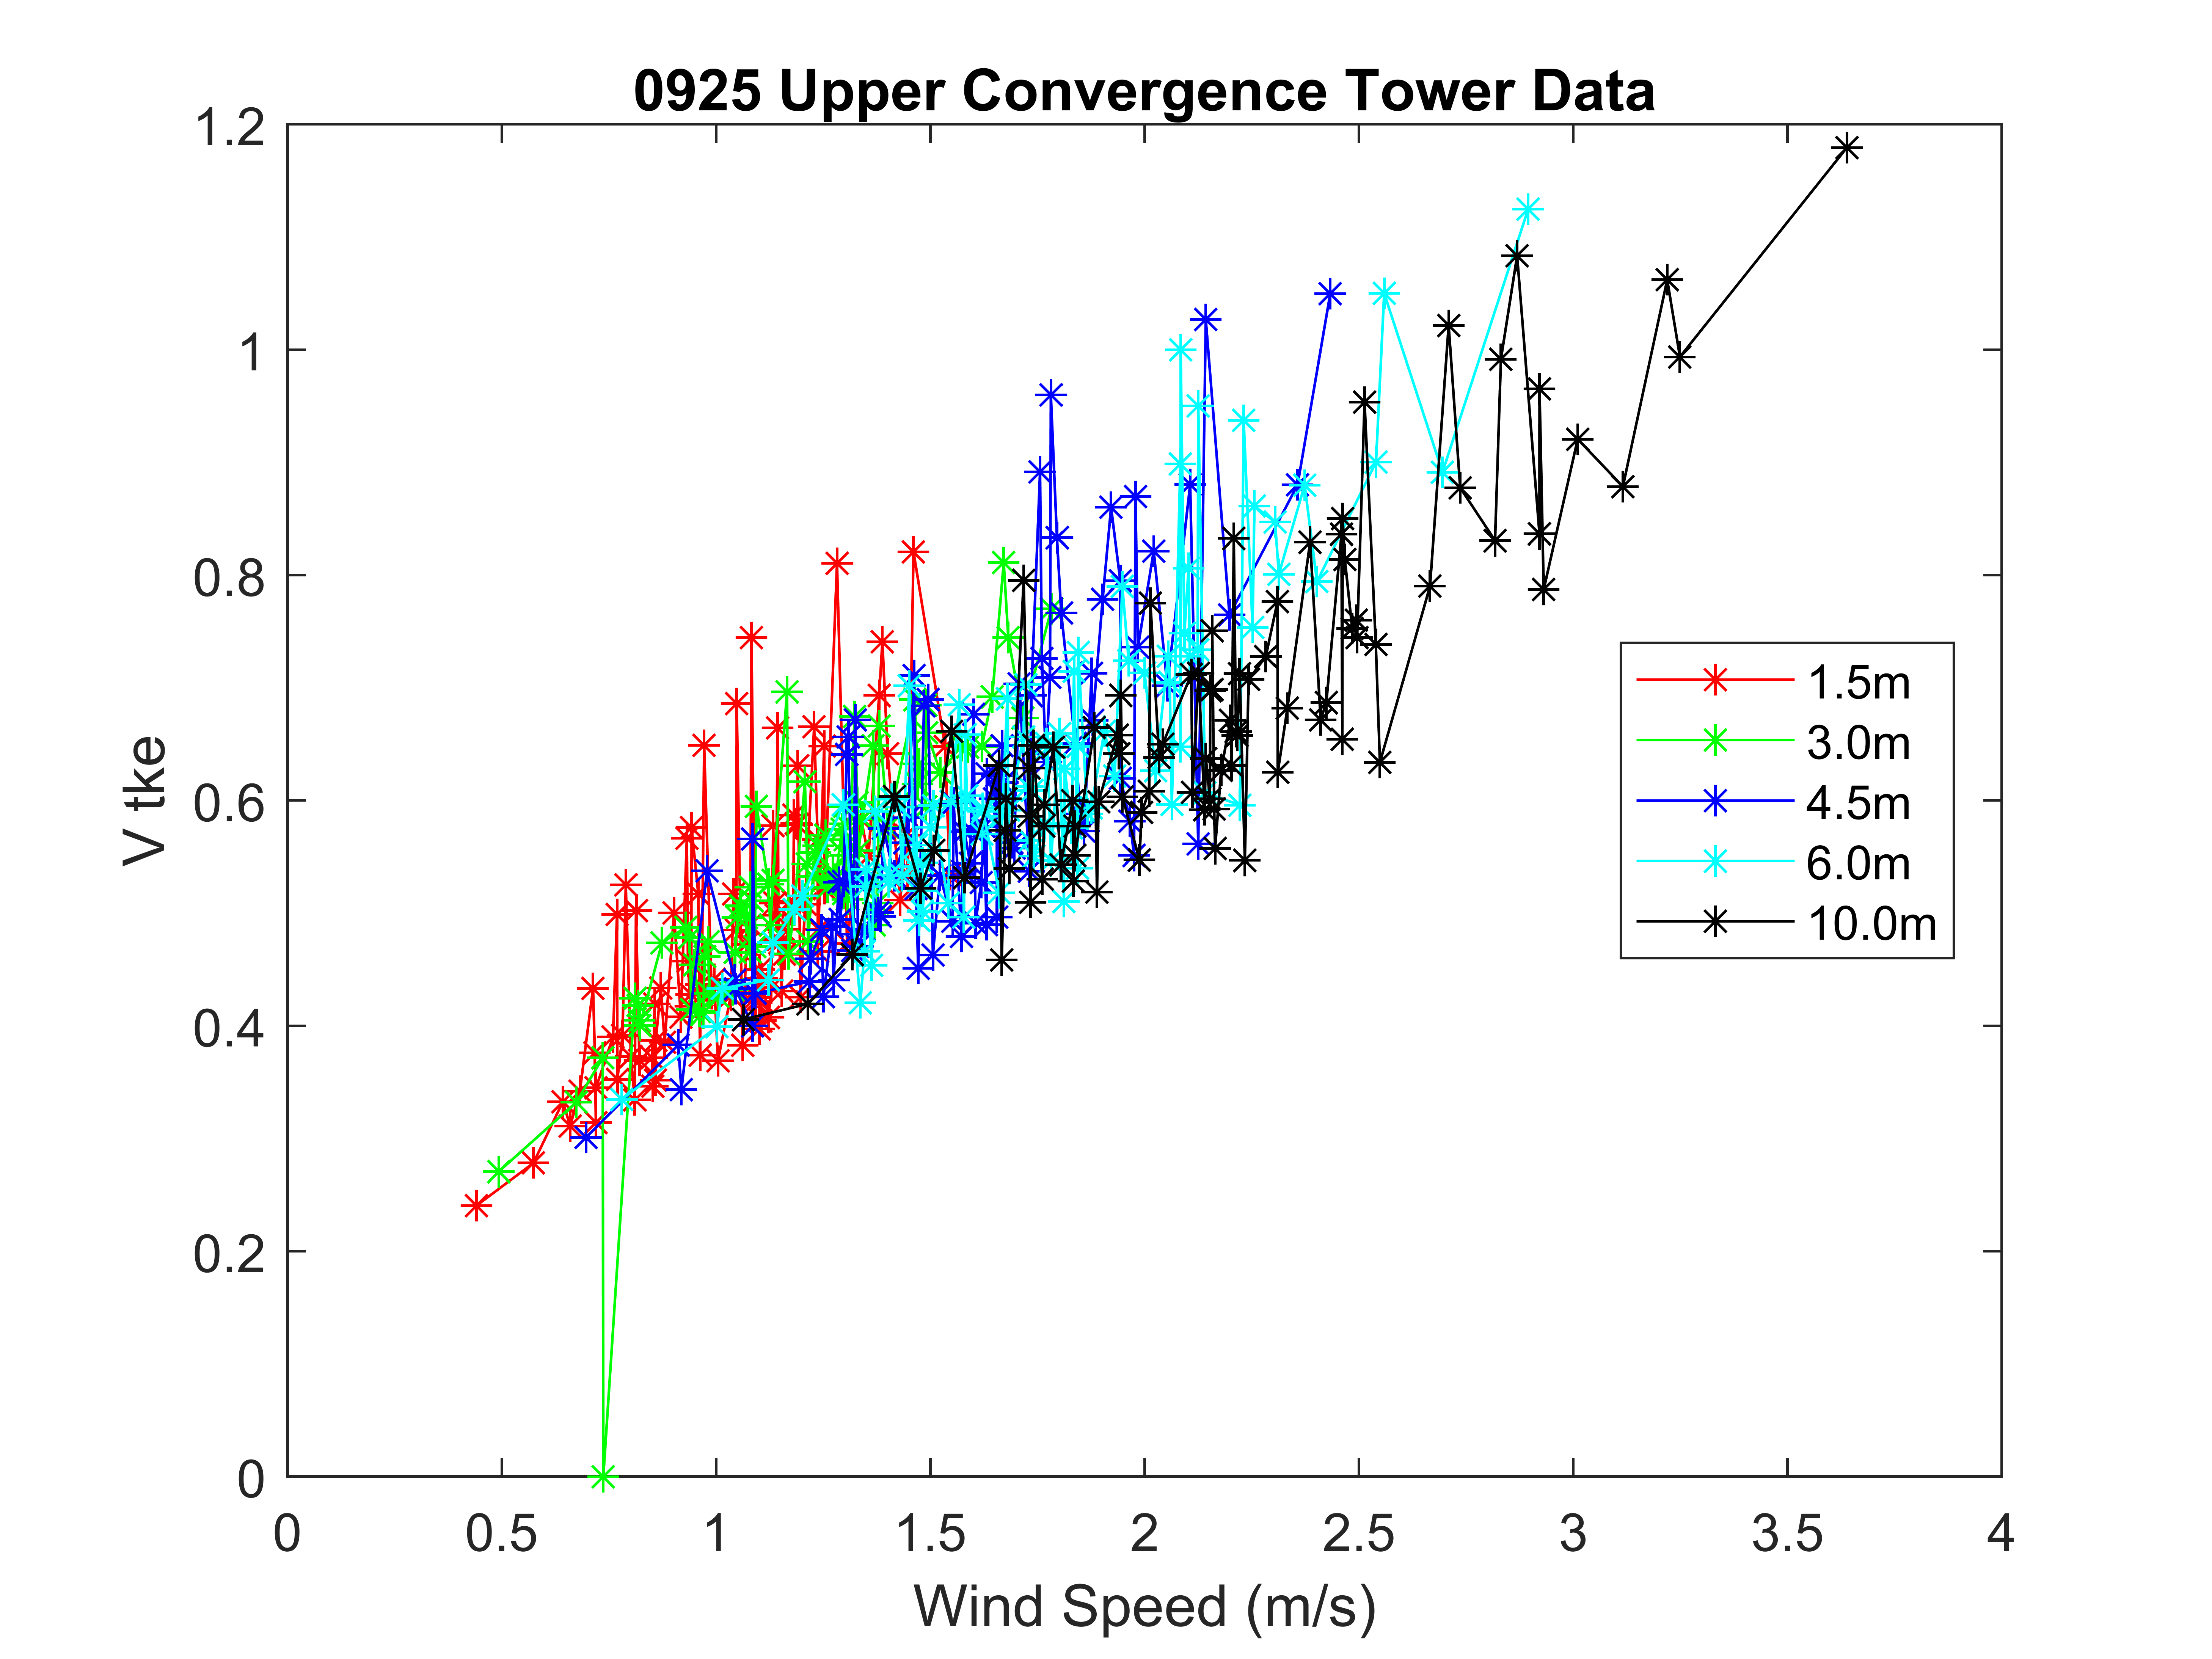 0925 Upper Convergence Tower Data
1.2
1
0.8
0.6
0.4
0.2
0
V tke
1.5m
3.0m
4.5m
6.0m
10.0m
0 0.5 1 1.5 2 2.5 3 3.5 4
Wind Speed (m/s)